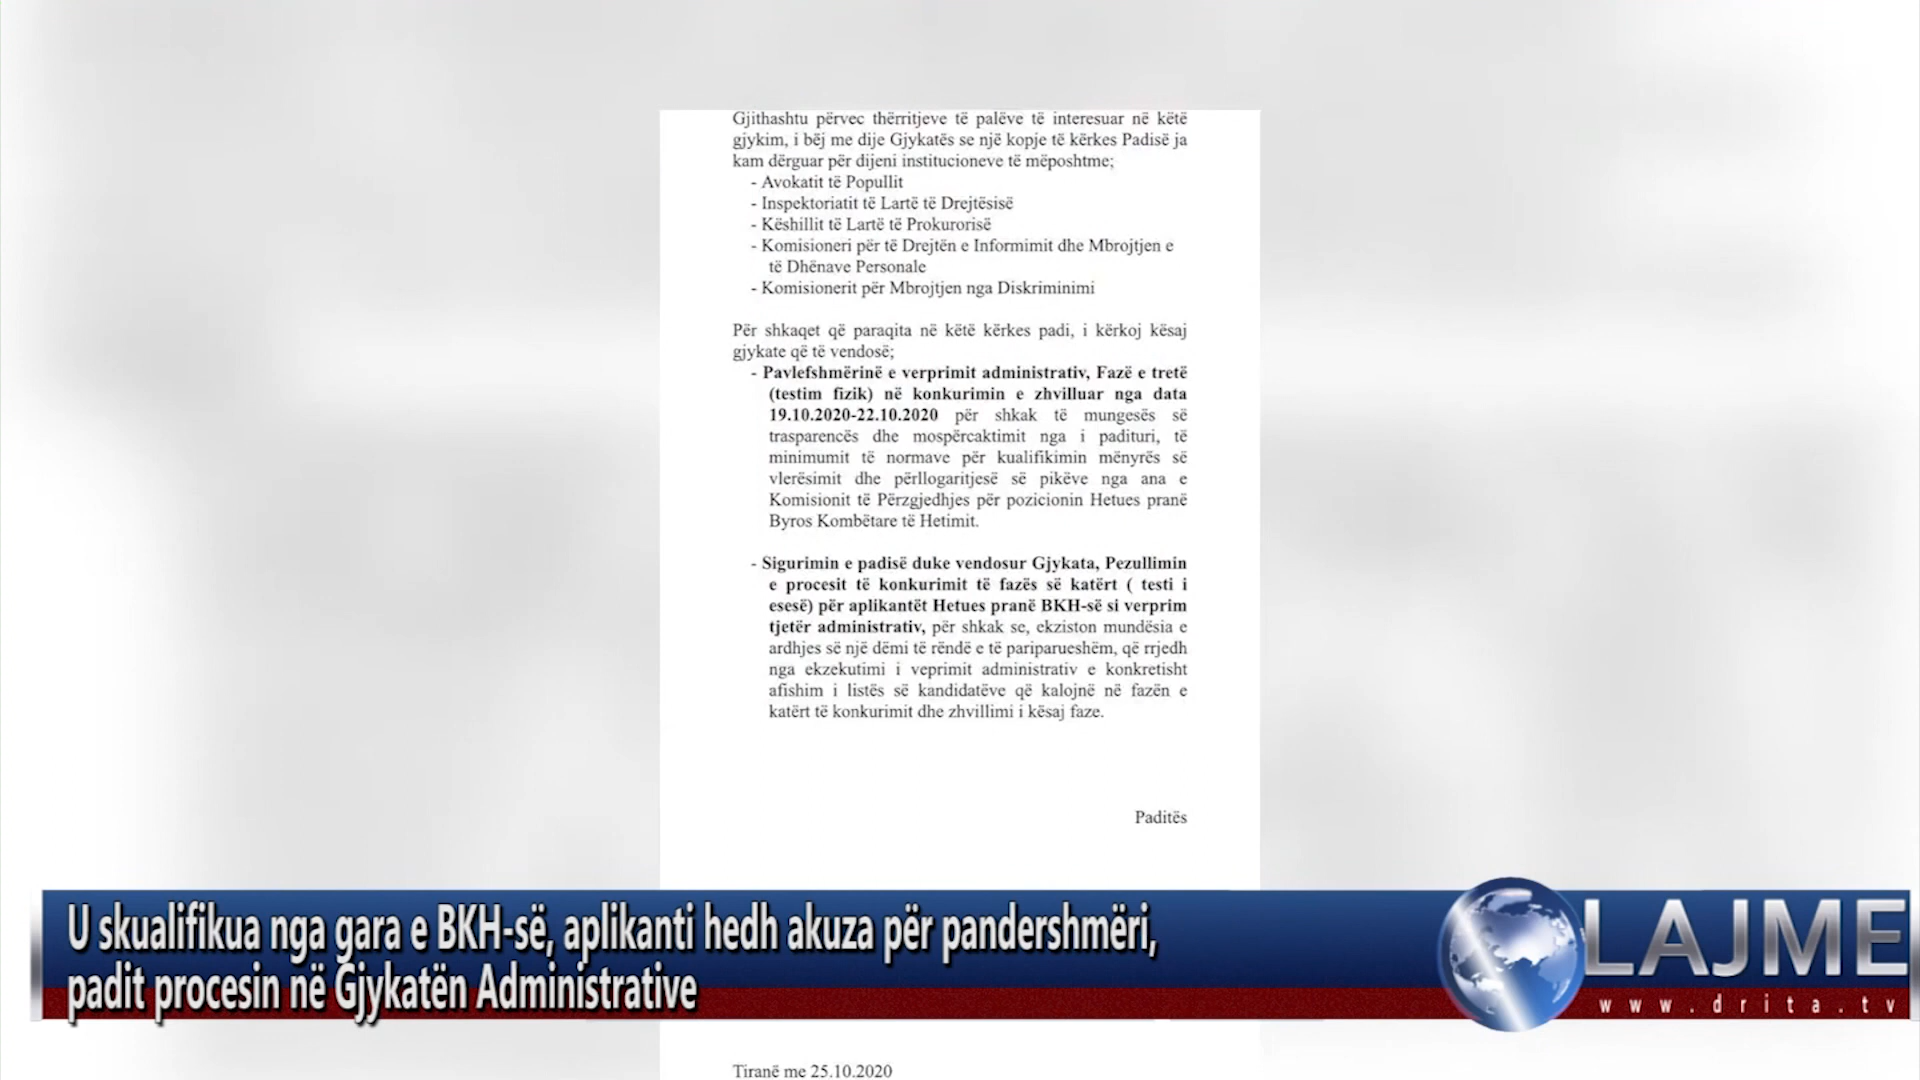 Gjithashtu përvec thërritjeve të palëve të interesuar në këtë
gjykim, i bëj me dije Gjykatës se një kopje të kërkes Padisë ja
kam dërguar për dijeni institucioneve të mëposhtme;
- Avokatit të Popullit
- Inspektoriatit të Lartë të Drejtësisë
- Këshillit të Lartë të Prokurorisë
- Komisioneri për të Drejtën e Informimit dhe Mbrojtjen e
të Dhënave Personale
- Komisionerit për Mbrojtjen nga Diskriminimi
Për shkaqet që paraqita në këtë kërkes padi, i kërkoj kësaj
gjykate që të vendosë;
- Pavlefshmërinë e verprimit administrativ, Fazë e tretë
(testim fizik) në konkurimin e zhvilluar nga data
19.10.2020-22.10.2020 për shkak të mungesës së
trasparencës dhe mospërcaktimit nga i padituri, të
minimumit të normave për kualifikimin mënyrës së
vlerësimit dhe përllogaritjesë së pikëve nga ana e
Komisionit të Përzgjedhjes për pozicionin Hetues pranë
Byros Kombëtare të Hetimit.
- Sigurimin e padisë duke vendosur Gjykata, Pezullimin
e procesit të konkurimit të fazës së katërt ( testi i
esesë) për aplikantët Hetues pranë BKH-së si verprim
tjetër administrativ, për shkak se, ekziston mundësia e
ardhjes së një dëmi të rëndë e të pariparueshëm, që rrjedh
nga ekzekutimi i veprimit administrativ e konkretisht
afishim i listës së kandidatëve që kalojnë në fazën e
katërt të konkurimit dhe zhvillimi i kësaj faze.
Paditës
U skualifikua nga gara e BKH-së, aplikanti hedh akuza për pandershmëri,
padit procesin në Gjykatën Administrative
LAJME
www.drita.tv
Tiranë me 25.10.2020